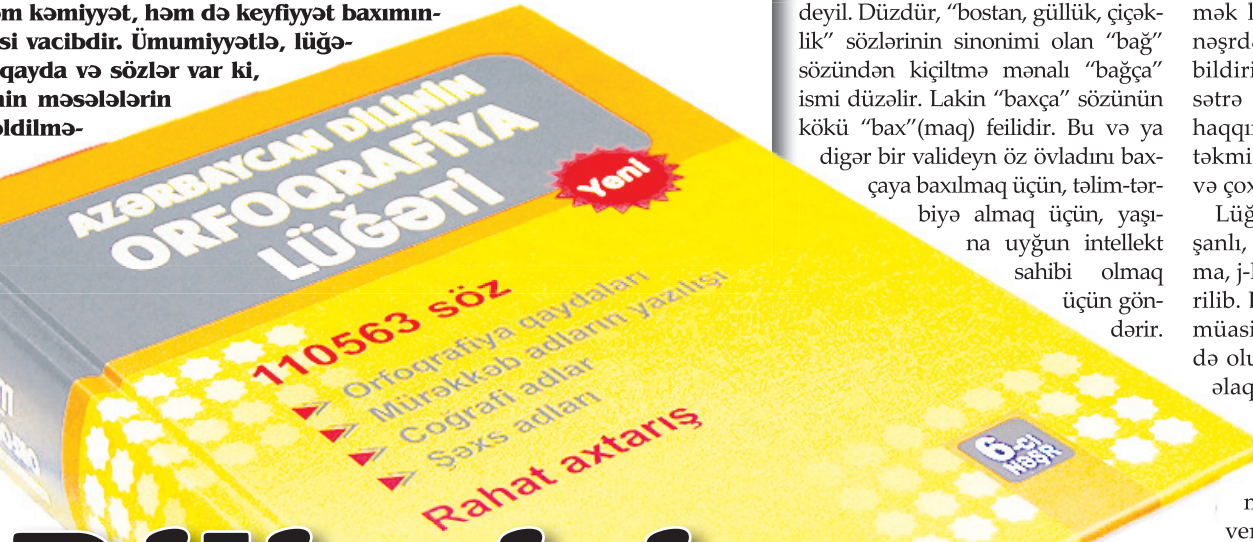 m kəmiyyət, həm də keyfiyyət baxımın-
si vacibdir. Ümumiyyətlə, lüğə-
qayda və sözlər var ki,
nin məsələlərin
əldilmə-
AZƏRBAYCAN DİLİNİN
ORFOQRAFİYA
LÜĞƏTİ
Yeni
110563 söz
Orfoqrafiya qaydaları
Mürəkkəb adların yazılışı
Coğrafi adlar
Şəxs adları
Rahat axtarış
6-cı
NƏŞR
deyil. Düzdür, “bostan, güllük, çiçək-
lik” sözlərinin sinonimi olan “bağ”
sözündən kiçiltmə mənalı “bağça”
ismi düzəlir. Lakin “baxça” sözünün
kökü “bax”(maq) feilidir. Bu və ya
digər bir valideyn öz övladını bax-
çaya baxılmaq üçün, təlim-tər-
biyə almaq üçün, yaşı-
na uyğun intellekt
sahibi olmaq
üçün gön-
dərir.
mək
nəşrdə
bildiri
sətrə
haqqı
təkmil
və çox
Lüğ
şanlı,
ma, j-
rilib.
müasi
də olu
əlaq
ver